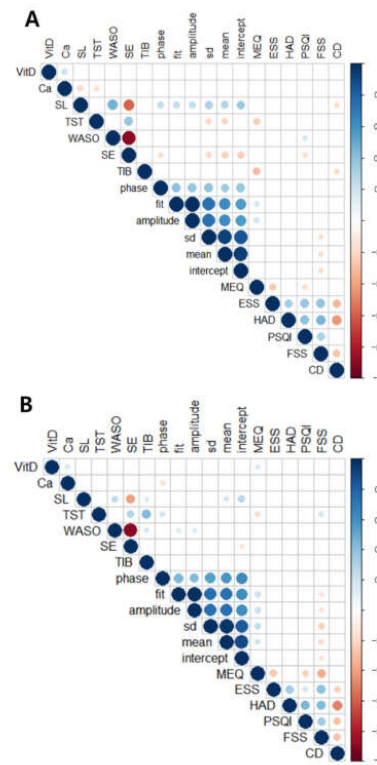 A
VitD Ca SL TST WASO SE TIB phase fit amplitude sd mean intercept MEQ ESS HAD PSQI FSS CD
VitD
Ca
SL
TST
WASO
SE
TIB
phase
fit
amplitude
sd
mean
intercept
MEQ
ESS
HAD
PSQI
FSS
CD
B
VitD Ca SL TST WASO SE TIB phase fit amplitude sd mean intercept MEQ ESS HAD PSQI FSS CD
VitD
Ca
SL
TST
WASO
SE
TIB
phase
fit
amplitude
sd
mean
intercept
MEQ
ESS
HAD
PSQI
FSS
CD